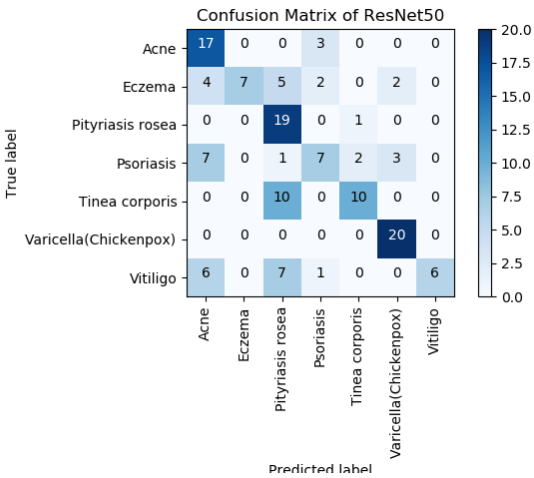 Confusion Matrix of ResNet50
True label
Acne 17 0 0 3 0 0 0
Eczema 4 7 5 2 0 2 0
Pityriasis rosea 0 0 19 0 1 0 0
Psoriasis 7 0 1 7 2 3 0
Tinea corporis 0 0 10 0 10 0 0
Varicella(Chickenpox) 0 0 0 0 0 20 0
Vitiligo 6 0 7 1 0 0 6
Acne
Eczema
Pityriasis rosea
Psoriasis
Tinea corporis
Varicella(Chickenpox)
Vitiligo
Predicted label
20.0
17.5
15.0
12.5
10.0
7.5
5.0
2.5
0.0